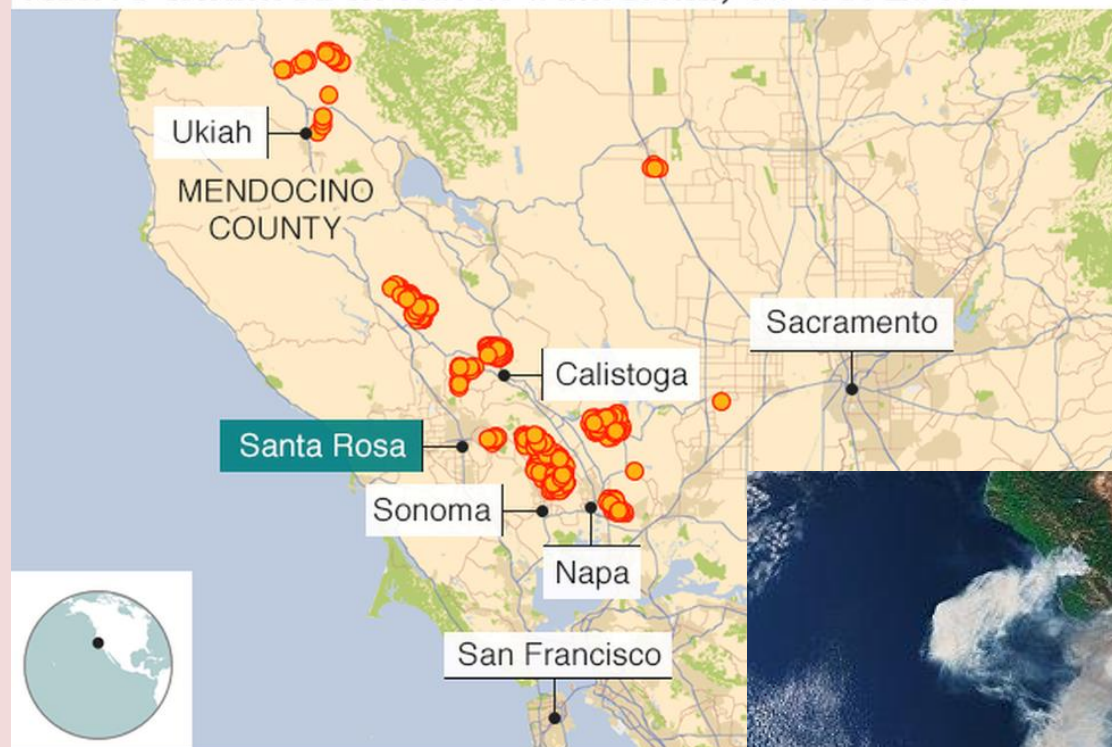 Ukiah
MENDOCINO
COUNTY
Sacramento
Calistoga
Santa Rosa
Sonoma
Napa
San Francisco